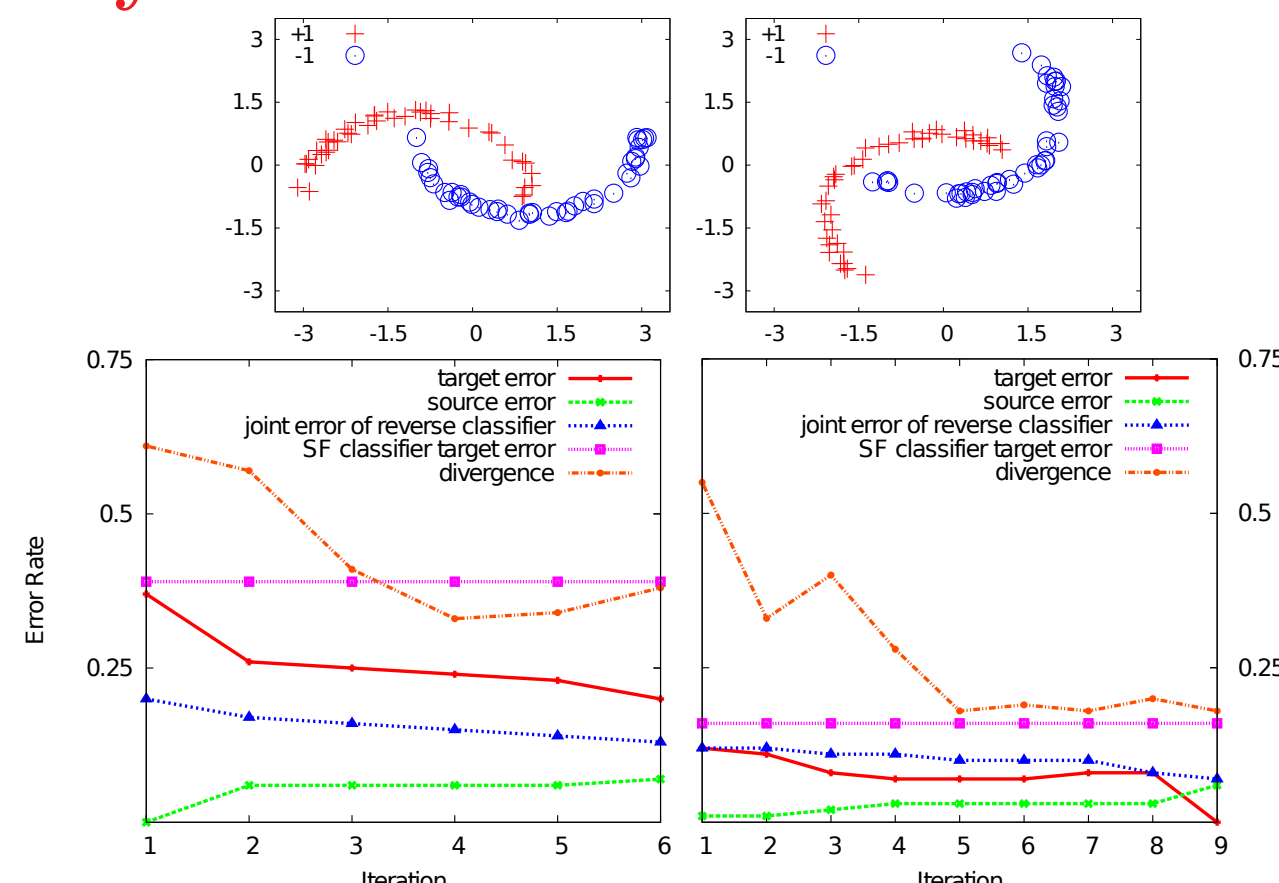 +1
-1
3
1.5
0
-1.5
-3
-3 -1.5 0 1.5 3
+1
-1
3
1.5
0
-1.5
-3
-3 -1.5 0 1.5 3
Error Rate
0.75
0.5
0.25
target error
source error
joint error of reverse classifier
SF classifier target error
divergence
1 2 3 4 5 6
Iteration
target error
source error
joint error of reverse classifier
SF classifier target error
divergence
0.75
0.5
0.25
1 2 3 4 5 6 7 8 9
Iteration